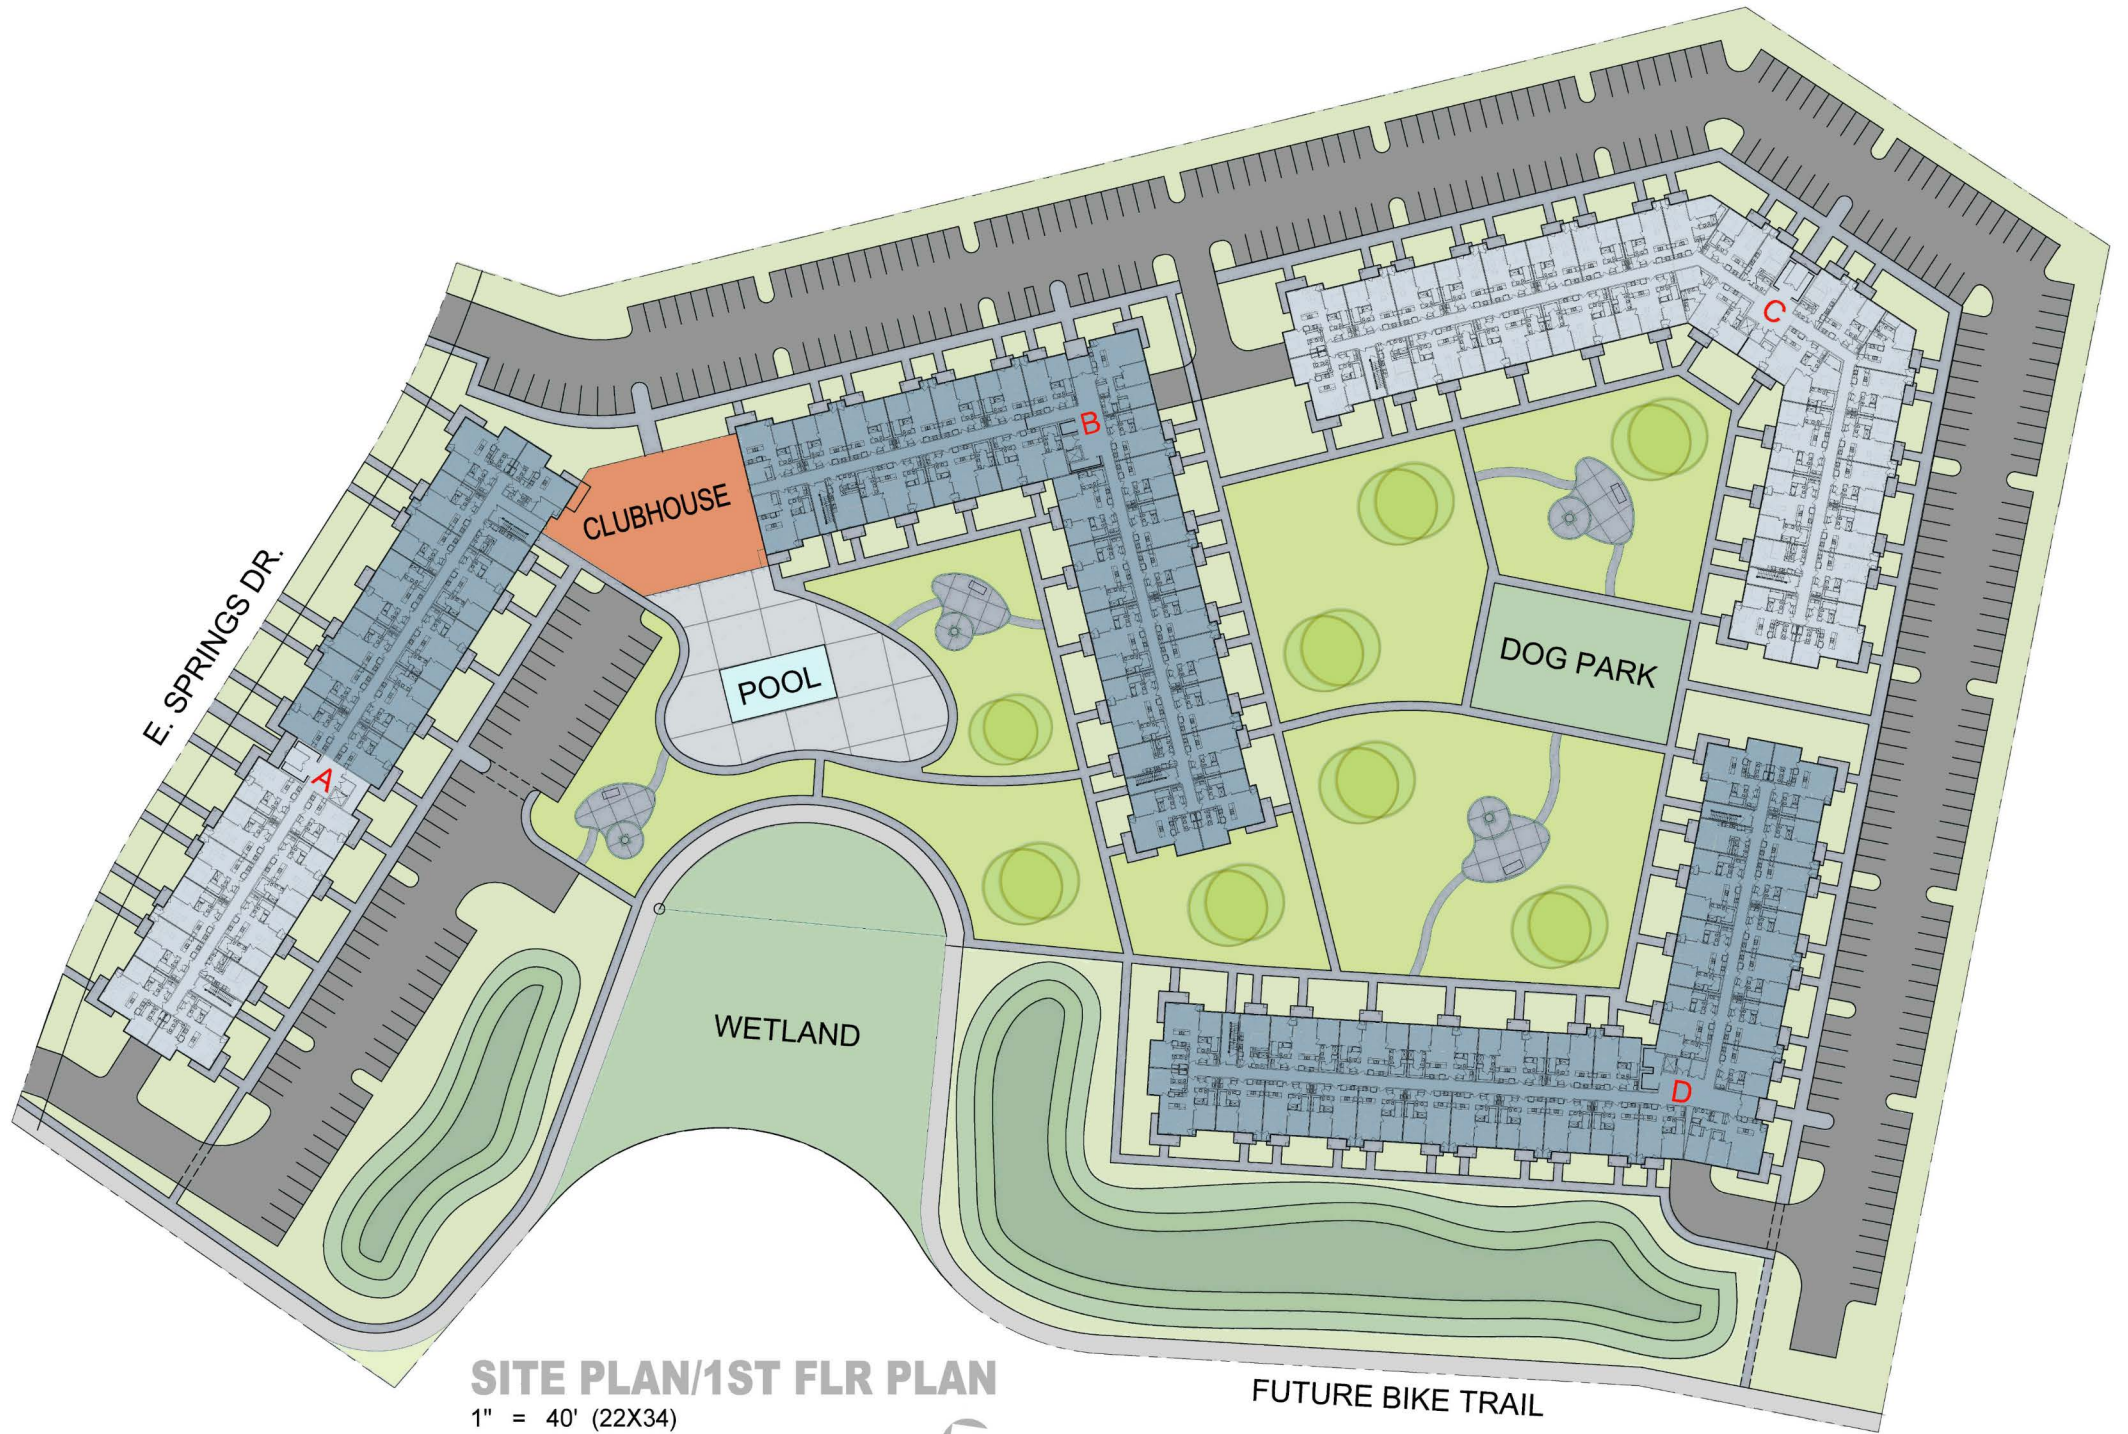 C
B
CLUBHOUSE
E. SPRINGS DR.
DOG PARK
POOL
A
WETLAND
D
SITE PLAN/1ST FLR PLAN
1" = 40' (22X34)
FUTURE BIKE TRAIL